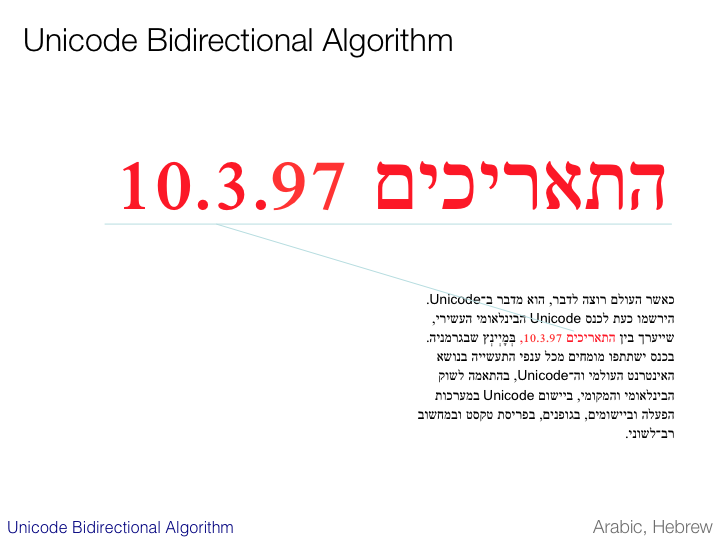 Unicode Bidirectional Algorithm
התאריכים 10.3.97
כאשר העולם רוצה לדבר, הוא מדבר ב־Unicode.
הירשמו כעת לכנס Unicode הבינלאומי העשירי,
שייערך בין התאריכים 10.3.97, בְּמָיְינְץ שבגרמניה.
בכנס ישתתפו מומחים מכל ענפי התעשייה בנושא
האינטרנט העולמי וה־Unicode, בהתאמה לשוק
הבינלאומי והמקומי, ביישום Unicode במערכות
הפעלה וביישומים, בגופנים, בפריסת טקסט ובמחשוב
רב־לשוני.
Unicode Bidirectional Algorithm
Arabic, Hebrew